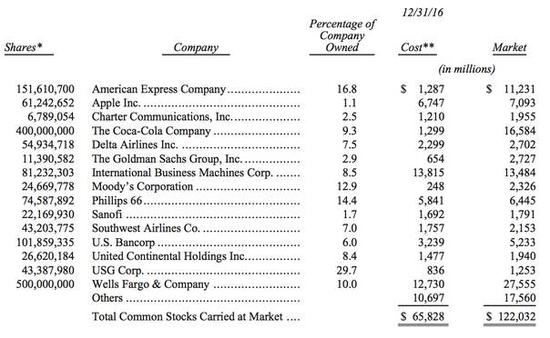 12/31/16
Percentage of
Company
Shares* Company Owned Cost** Market
(in millions)
151,610,700 American Express Company.................... 16.8 $ 1,287 $ 11,231
61,242,652 Apple Inc. ........................................... 1.1 6,747 7,093
6,789,054 Charter Communications, Inc................ 2.5 1,210 1,955
400,000,000 The Coca-Cola Company ...................... 9.3 1,299 16,584
54,934,718 Delta Airlines Inc. ................................ 7.5 2,299 2,702
11,390,582 The Goldman Sachs Group, Inc.............. 2.9 654 2,727
81,232,303 International Business Machines Corp. ....... 8.5 13,815 13,484
24,669,778 Moody’s Corporation ........................... 12.9 248 2,326
74,587,892 Phillips 66............................................ 14.4 5,841 6,445
22,169,930 Sanofi .................................................. 1.7 1,692 1,791
43,203,775 Southwest Airlines Co. ......................... 7.0 1,757 2,153
101,859,335 U.S. Bancorp ....................................... 6.0 3,239 5,233
26,620,184 United Continental Holdings Inc............. 8.4 1,477 1,940
43,387,980 USG Corp. ........................................... 29.7 836 1,253
500,000,000 Wells Fargo & Company ...................... 10.0 12,730 27,555
Others .................................................. 10,697 17,560
Total Common Stocks Carried at Market .... $ 65,828 $ 122,032